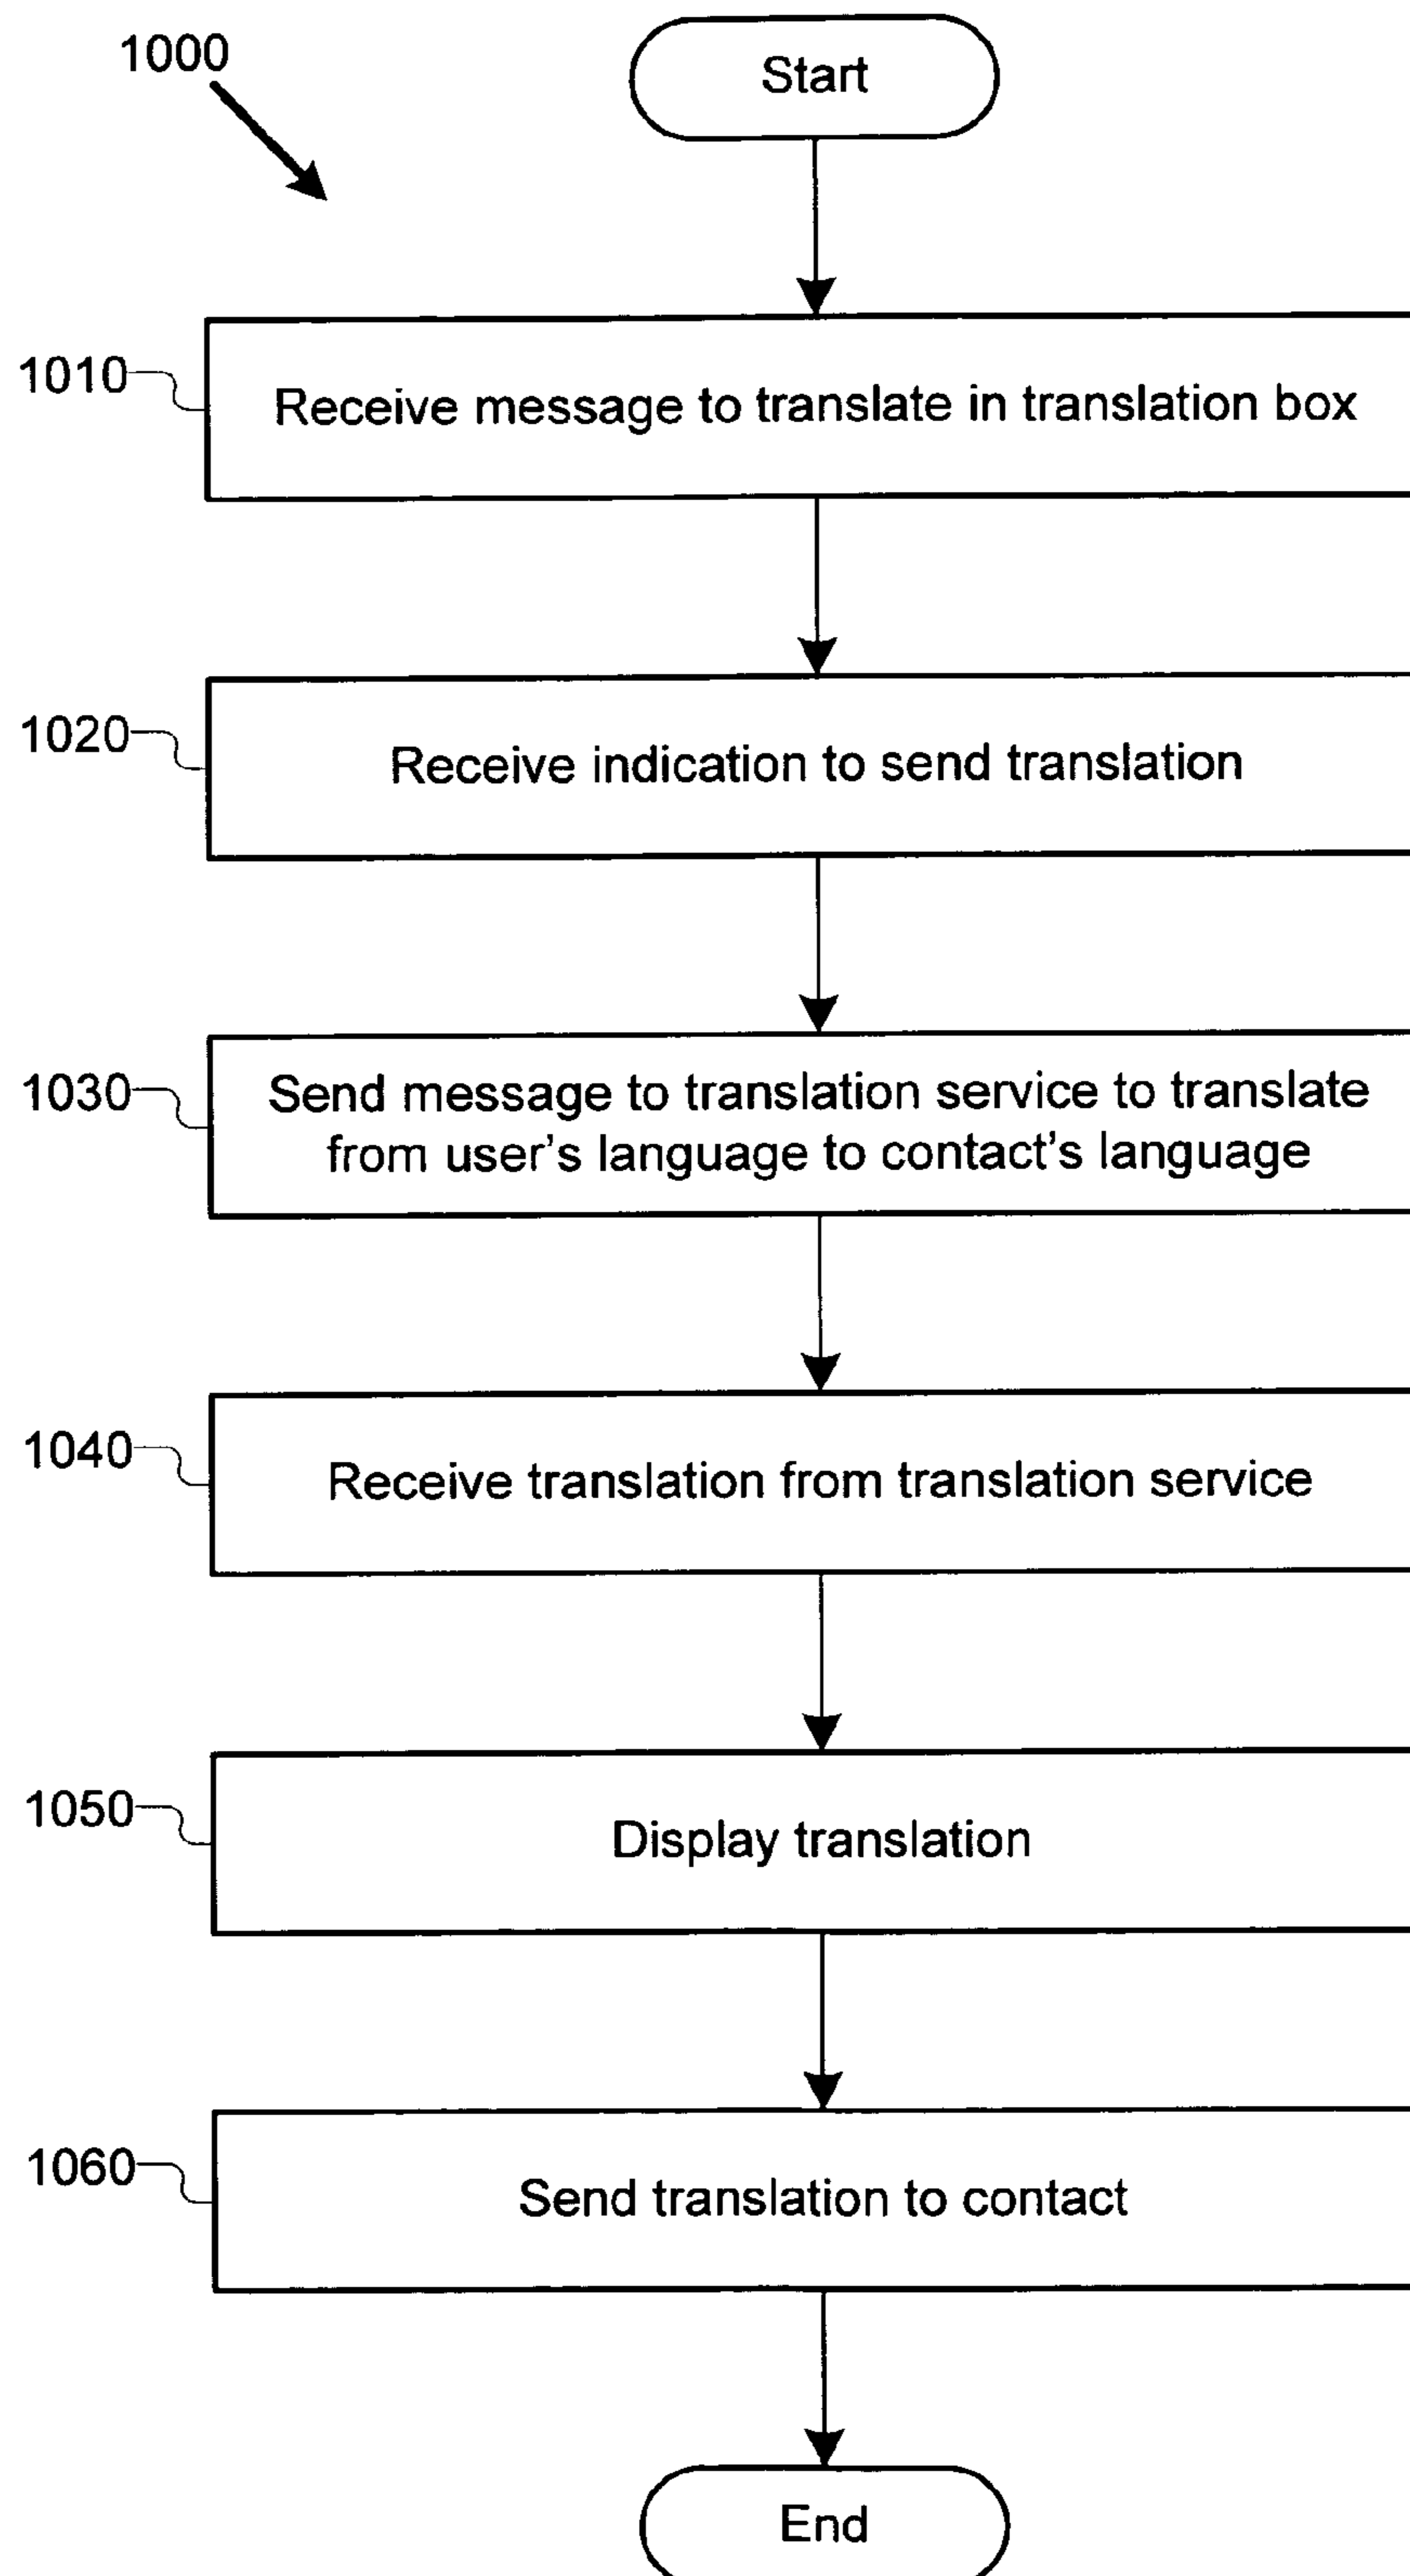 1000
Start
1010
Receive message to translate in translation box
1020
Receive indication to send translation
1030
Send message to translation service to translate
from user's language to contact's language
1040
Receive translation from translation service
1050
Display translation
1060
Send translation to contact
End